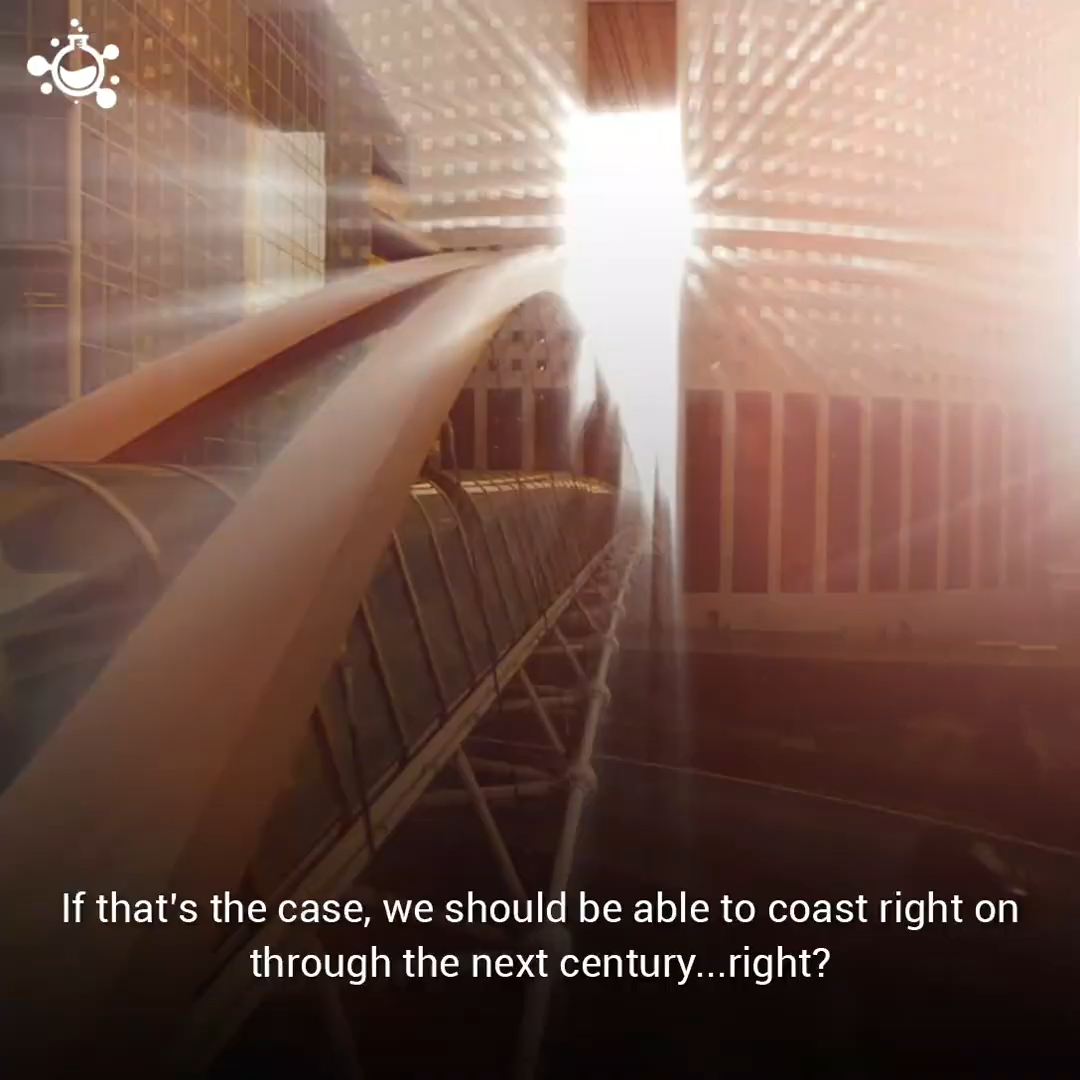 If that's the case, we should be able to coast right on
through the next century...right?